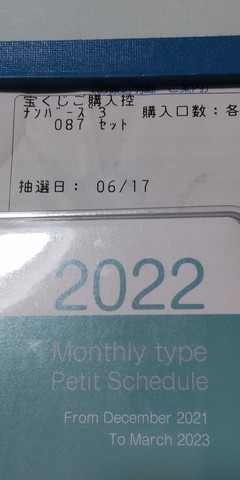 宝くじご購入控
ﾅﾝﾊﾞｰｽﾞ3 購入口数：各
087 ｾｯﾄ
抽選日： 06/17
2022
Monthly type
Petit Schedule
From December 2021
To March 2023